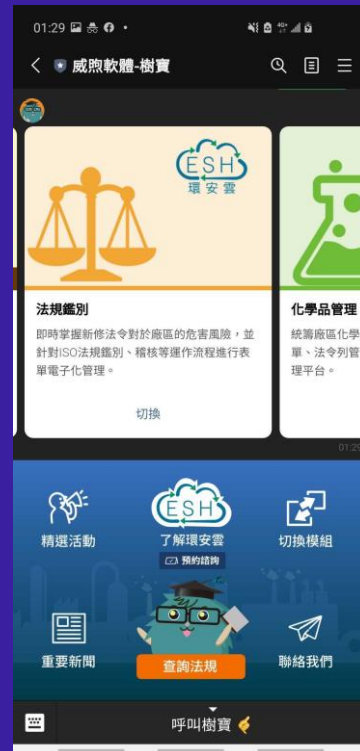 01:29
威煦軟體-樹寶
ESH
環安雲
法規鑑別
即時掌握新修法令對於廠區的危害風險，並
針對ISO法規鑑別、稽核等運作流程進行表
單電子化管理。
切換
化學品管理
統籌廠區化學
單、法令列管
理平台。
01:29
精選活動
ESH
了解環安雲
預約諮詢
切換模組
重要新聞
查詢法規
聯絡我們
呼叫樹寶